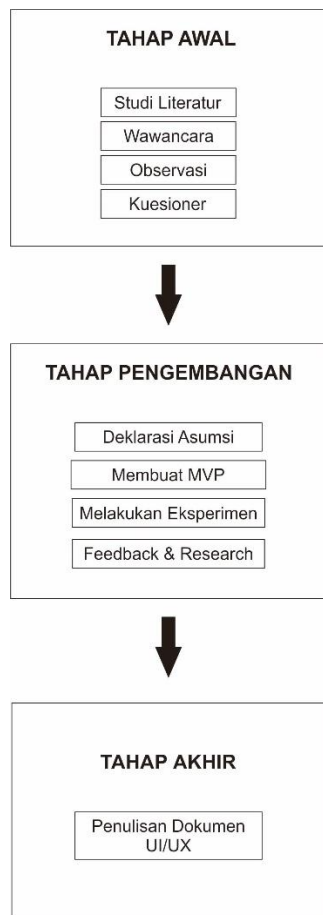 TAHAP AWAL
Studi Literatur
Wawancara
Observasi
Kuesioner
TAHAP PENGEMBANGAN
Deklarasi Asumsi
Membuat MVP
Melakukan Eksperimen
Feedback & Research
TAHAP AKHIR
Penulisan Dokumen
UI/UX